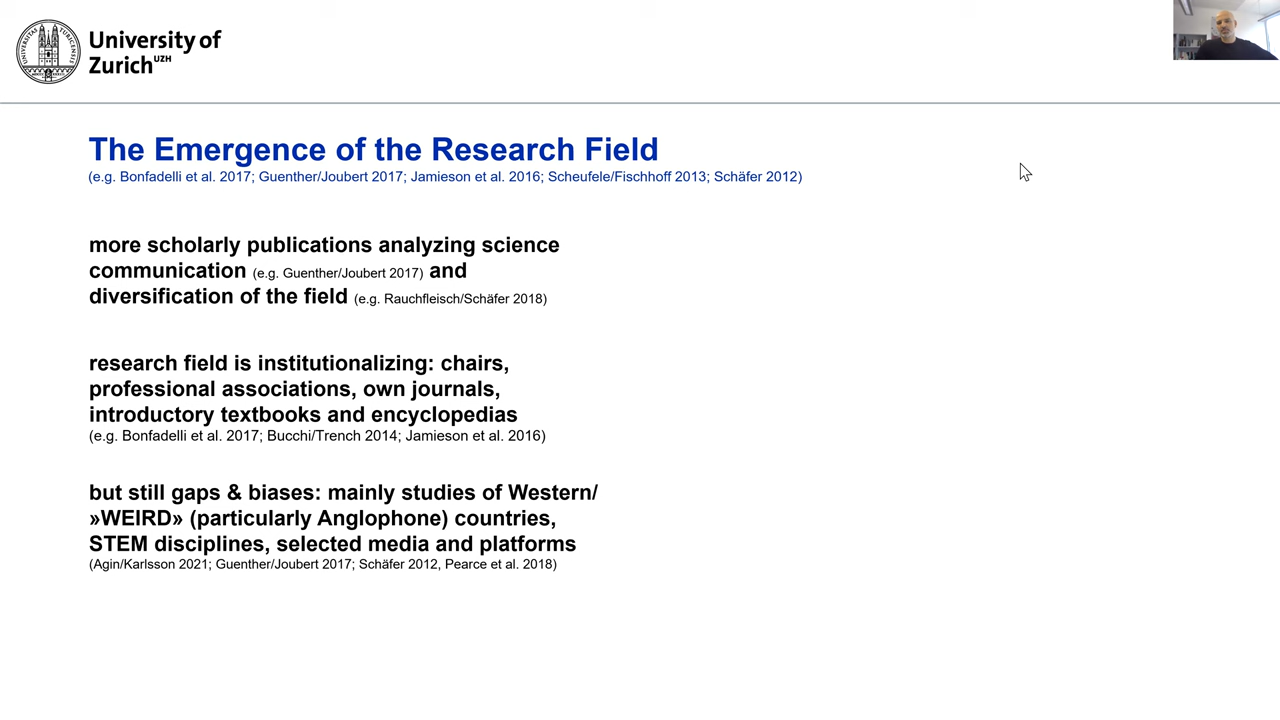 University of
Zurich UZH
The Emergence of the Research Field
(e.g. Bonfadelli et al. 2017; Guenther/Joubert 2017; Jamieson et al. 2016; Scheufele/Fischhoff 2013; Schäfer 2012)
more scholarly publications analyzing science
communication (e.g. Guenther/Joubert 2017) and
diversification of the field (e.g. Rauchfleisch/Schäfer 2018)
research field is institutionalizing: chairs,
professional associations, own journals,
introductory textbooks and encyclopedias
(e.g. Bonfadelli et al. 2017; Bucchi/Trench 2014; Jamieson et al. 2016)
but still gaps & biases: mainly studies of Western/
»WEIRD» (particularly Anglophone) countries,
STEM disciplines, selected media and platforms
(Agin/Karlsson 2021; Guenther/Joubert 2017; Schäfer 2012, Pearce et al. 2018)